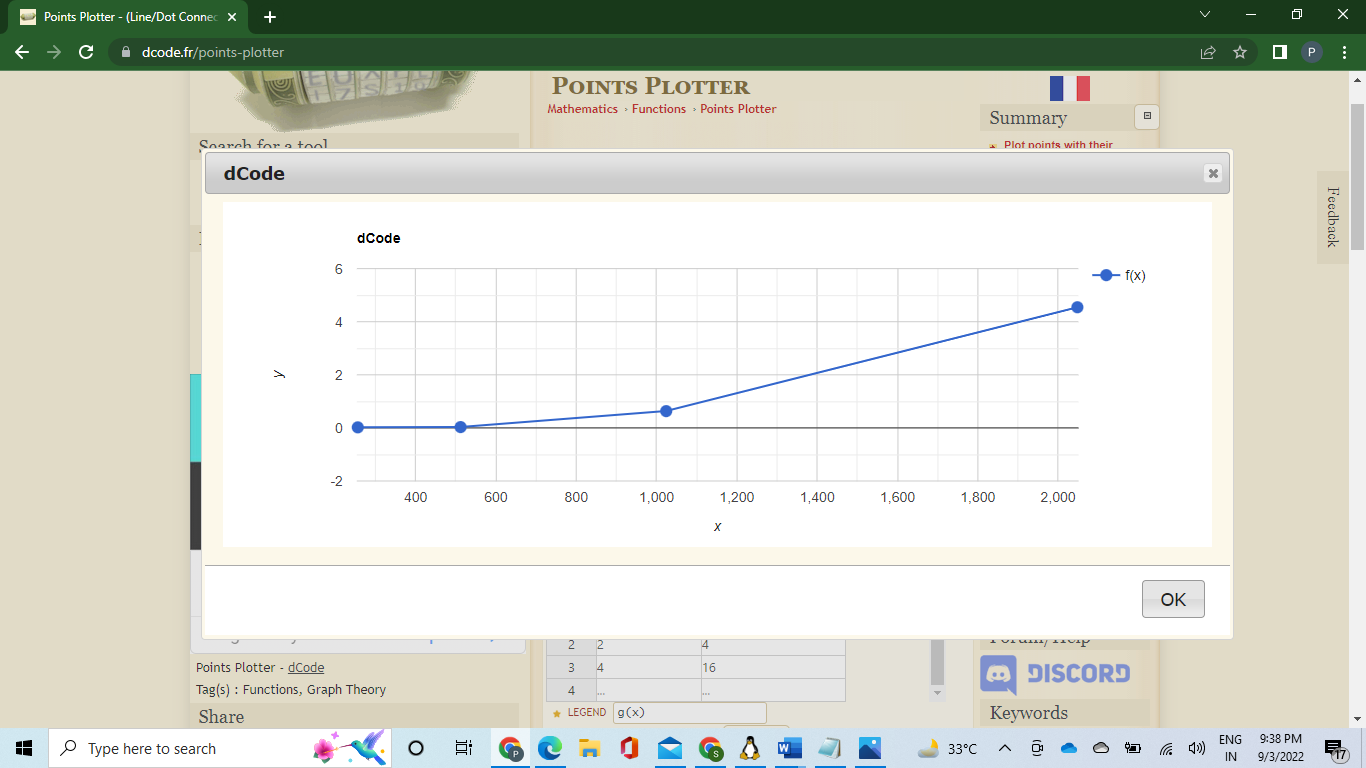 Points Plotter - (Line/Dot Connec
dcode.fr/points-plotter
P
POINTS PLOTTER
Mathematics › Functions › Points Plotter
Summary
Search for a tool
Plot points with their
dCode
Feedback
dCode
f(x)
6
4
2
0
-2
y
400 600 800 1,000 1,200 1,400 1,600 1,800 2,000
x
OK
2 2 4
3 4 16
4 ... ...
Forum/Help
Points Plotter - dCode
DISCORD
Tag(s) : Functions, Graph Theory
LEGEND g(x)
Share
Keywords
Type here to search
P
S
33°C
ENG
IN
9:38 PM
9/3/2022
17